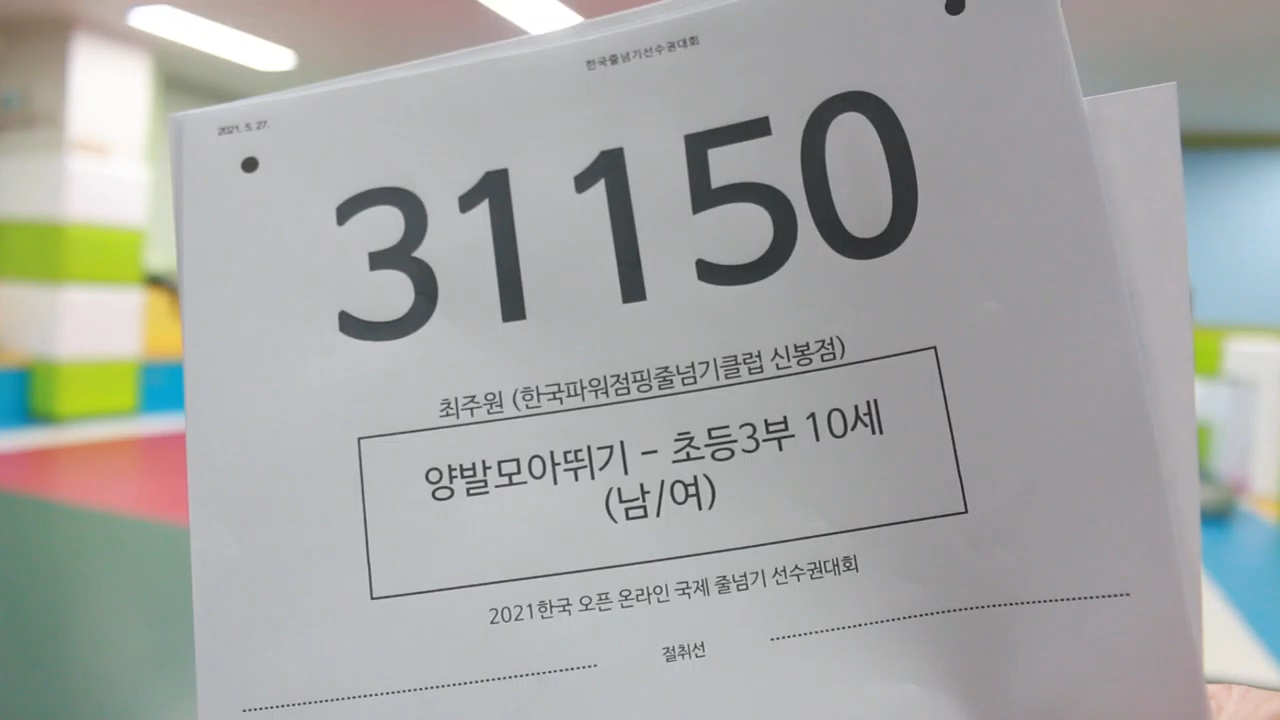 한국줄넘기선수권대회
2021. 5. 27.
31150
최주원 (한국파워점핑줄넘기클럽 신봉점)
양발모아뛰기 - 초등3부 10세
(남/여)
2021한국 오픈 온라인 국제 줄넘기 선수권대회
절취선